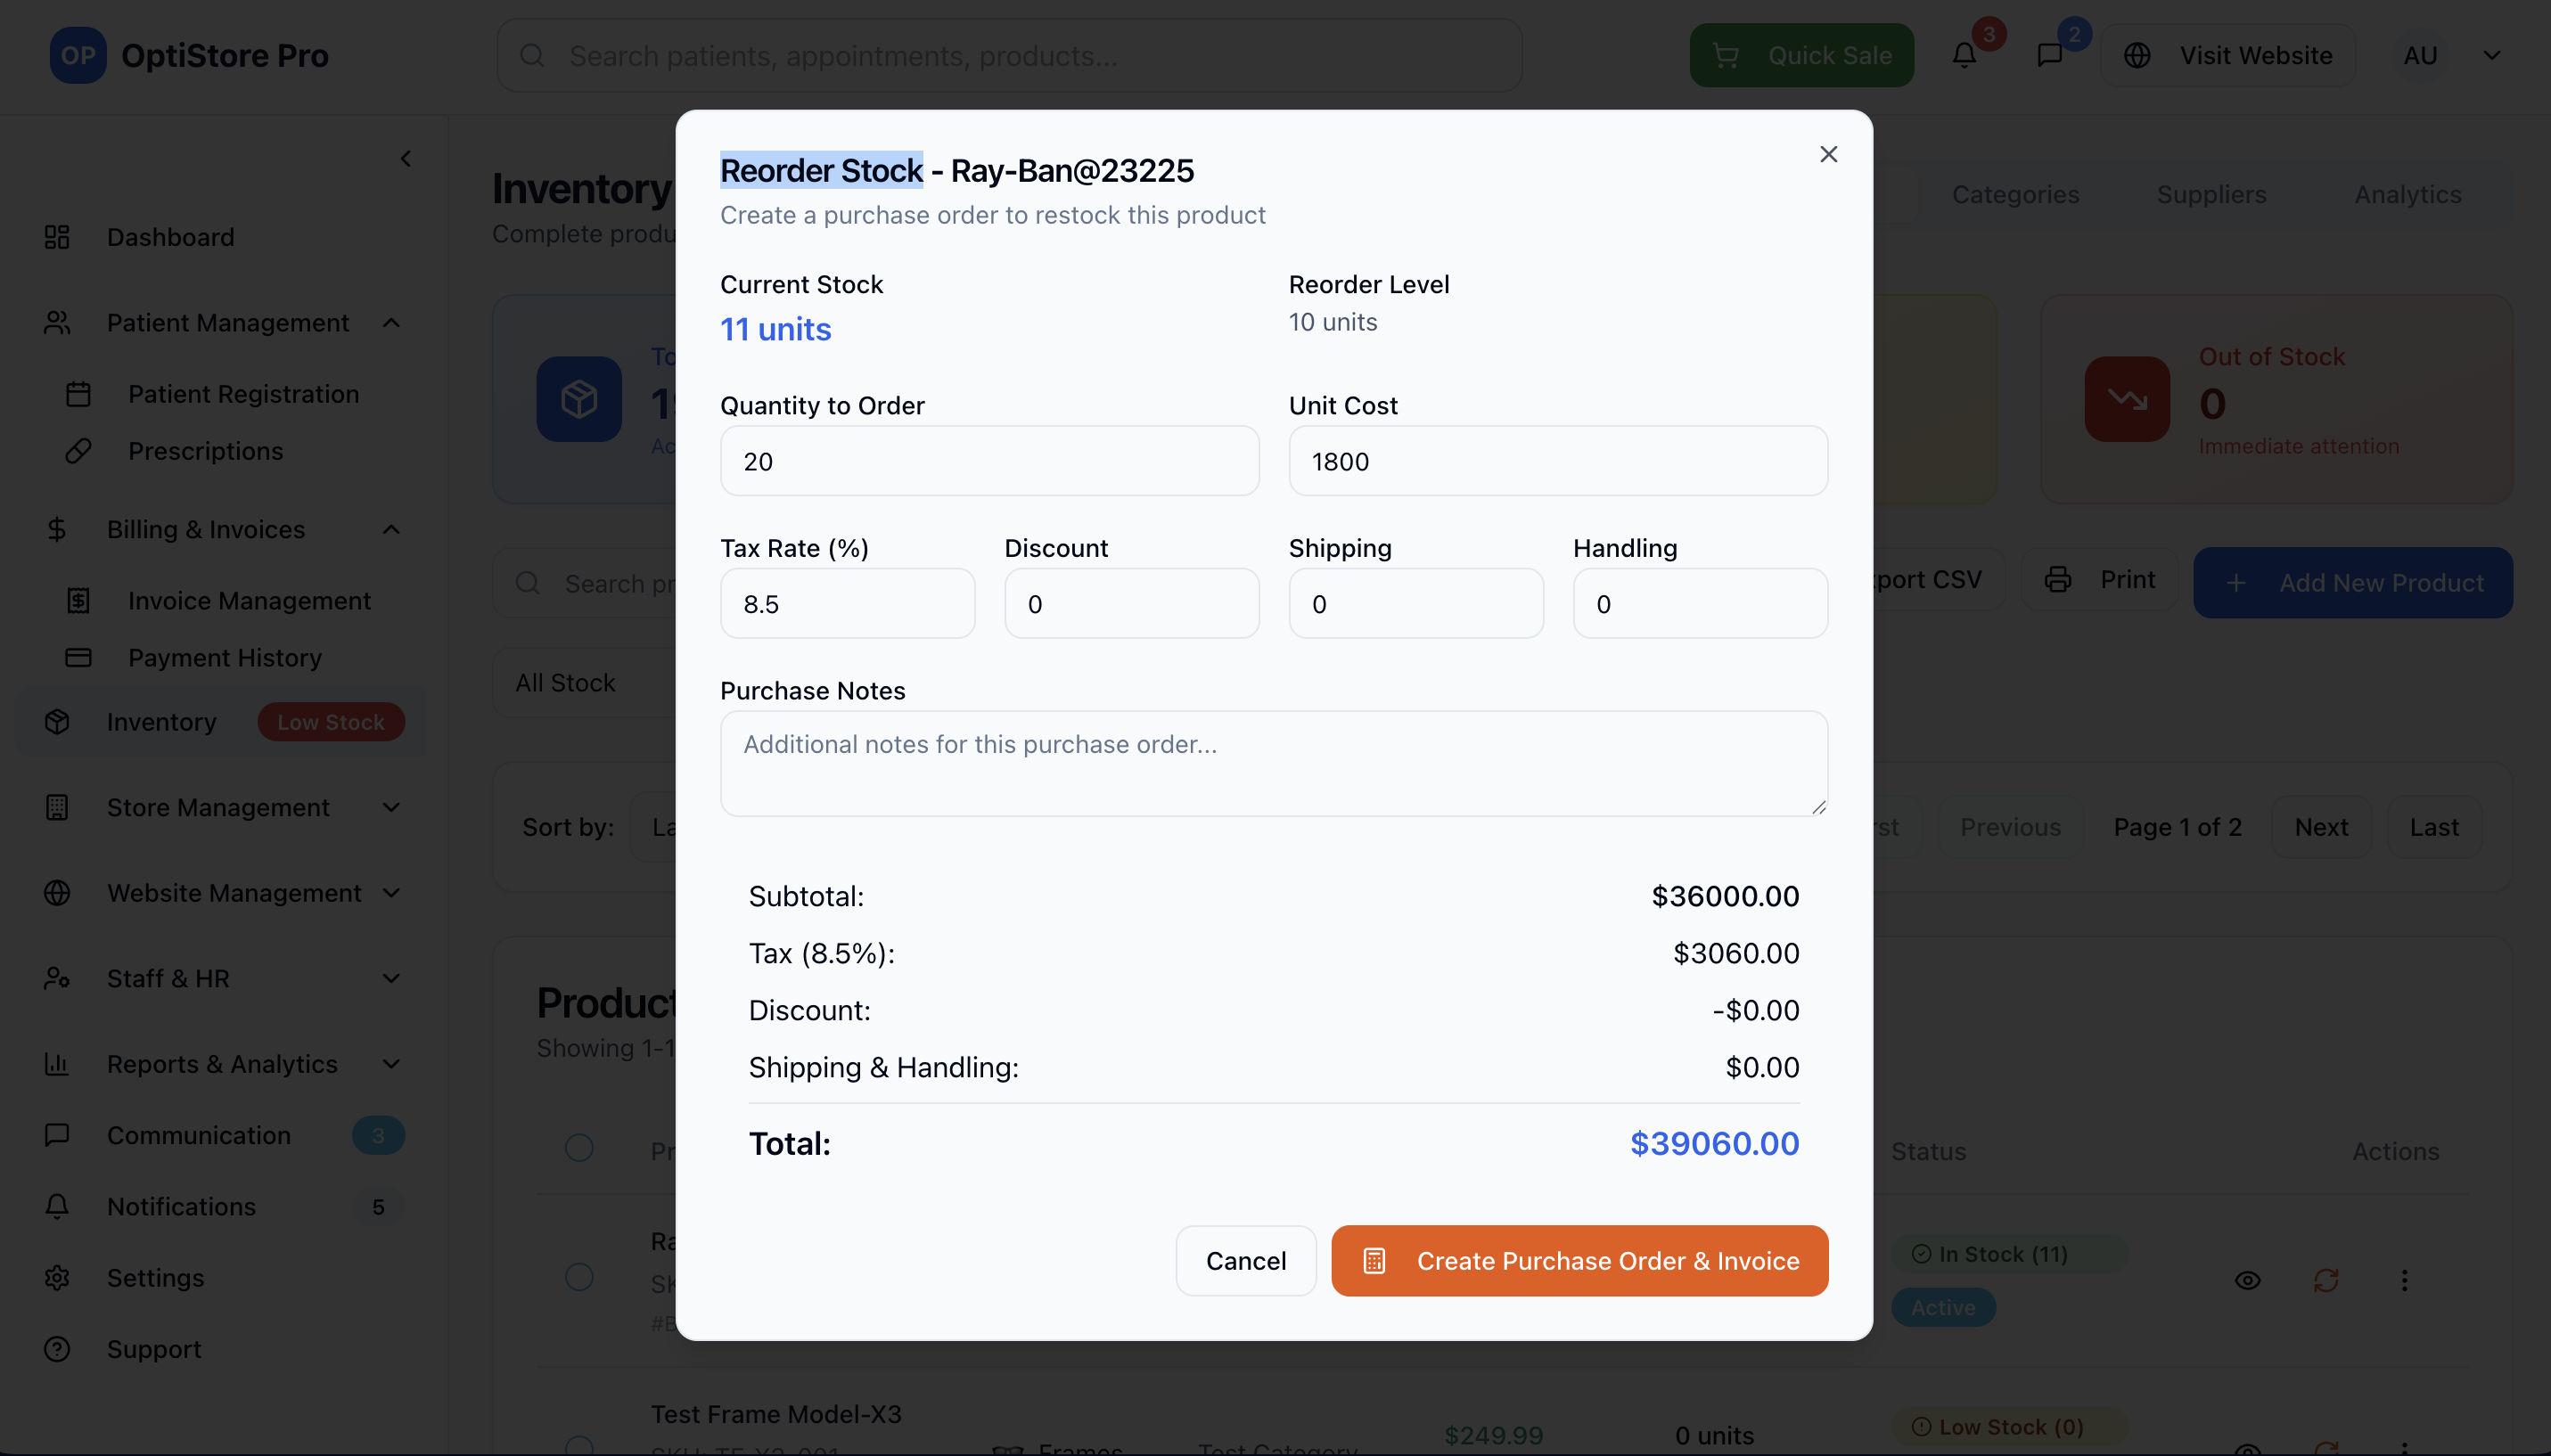 OP OptiStore Pro
Search patients, appointments, products...
Quick Sale
3
2
Visit Website
AU
Dashboard
Patient Management
Patient Registration
Prescriptions
Billing & Invoices
Invoice Management
Payment History
Inventory Low Stock
Store Management
Website Management
Staff & HR
Reports & Analytics
Communication 3
Notifications 5
Settings
Support
Inventory
Complete
Categories Suppliers Analytics
Out of Stock
0
Immediate attention
Search
Export CSV Print Add New Product
All Stock
Sort by:
Previous Page 1 of 2 Next Last
Product
Showing 1-1
Status Actions
In Stock (11)
Active
Test Frame Model-X3
SKU: TF-X3-001
Frames
Test Category
$249.99
0 units
Low Stock (0)
Reorder Stock - Ray-Ban@23225
Create a purchase order to restock this product
Current Stock Reorder Level
11 units 10 units
Quantity to Order Unit Cost
20 1800
Tax Rate (%) Discount Shipping Handling
8.5 0 0 0
Purchase Notes
Additional notes for this purchase order...
Subtotal: $36000.00
Tax (8.5%): $3060.00
Discount: -$0.00
Shipping & Handling: $0.00
Total: $39060.00
Cancel Create Purchase Order & Invoice